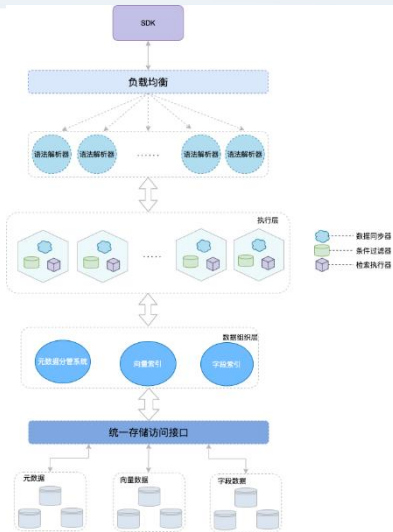 SDK
负载均衡
语法解析器
语法解析器
......
语法解析器
语法解析器
执行层
......
数据同步器
条件过滤器
检索执行器
数据组织层
元数据分管系统
向量索引
字段索引
统一存储访问接口
元数据
向量数据
字段数据